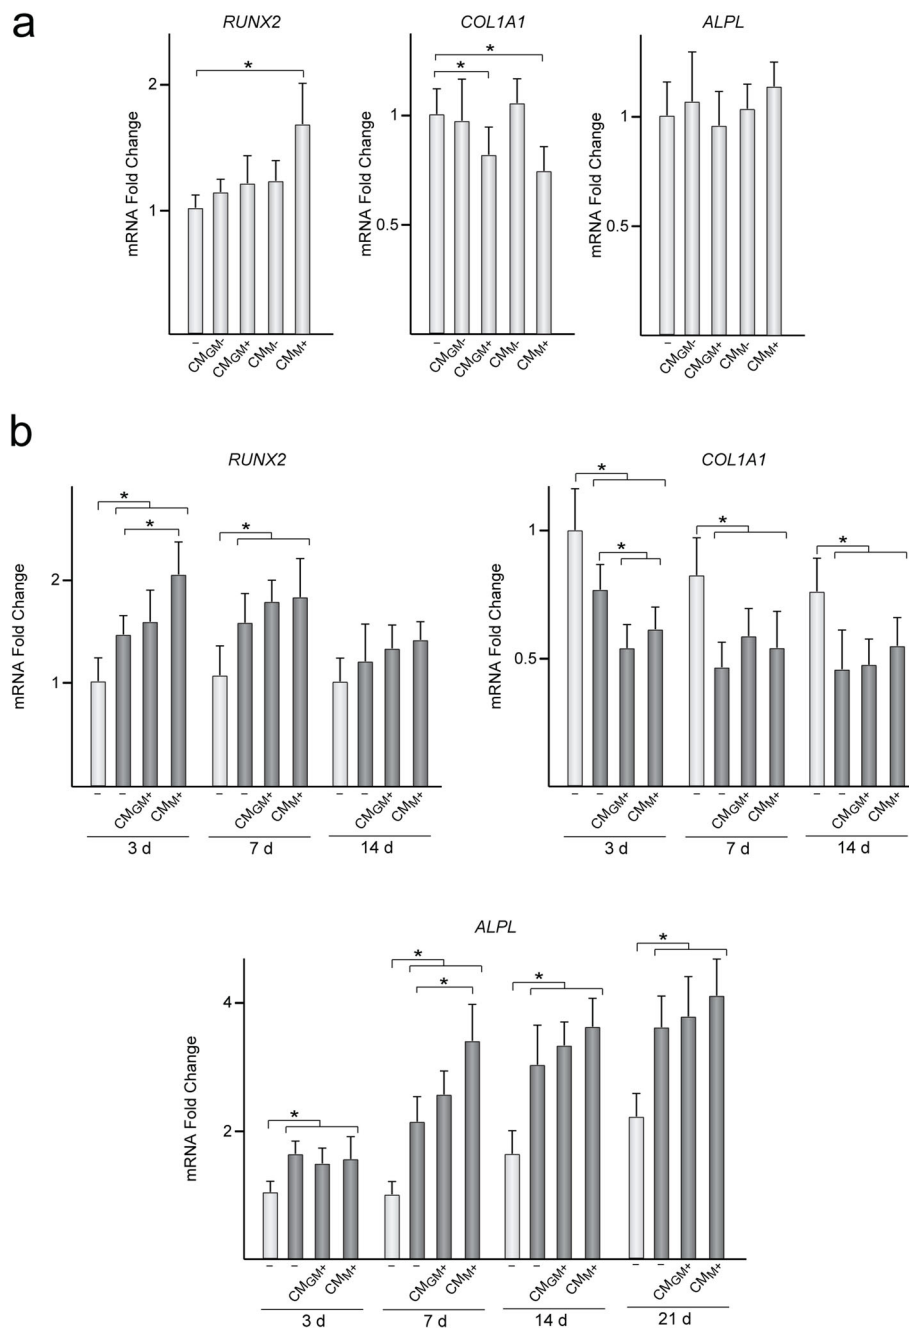 a
RUNX2
COL1A1
ALPL
mRNA Fold Change
2
1
*
– CMGM- CMGM+ CMM- CMM+
mRNA Fold Change
1
0.5
*
*
– CMGM- CMGM+ CMM- CMM+
mRNA Fold Change
1
0.5
– CMGM- CMGM+ CMM- CMM+
b
RUNX2
mRNA Fold Change
2
1
*
*
*
– – CMGM+ CMM+ – – CMGM+ CMM+ – – CMGM+ CMM+
3 d 7 d 14 d
COL1A1
mRNA Fold Change
1
0.5
*
*
*
*
– – CMGM+ CMM+ – – CMGM+ CMM+ – – CMGM+ CMM+
3 d 7 d 14 d
ALPL
mRNA Fold Change
4
2
*
*
*
*
*
– – CMGM+ CMM+ – – CMGM+ CMM+ – – CMGM+ CMM+ – – CMGM+ CMM+
3 d 7 d 14 d 21 d